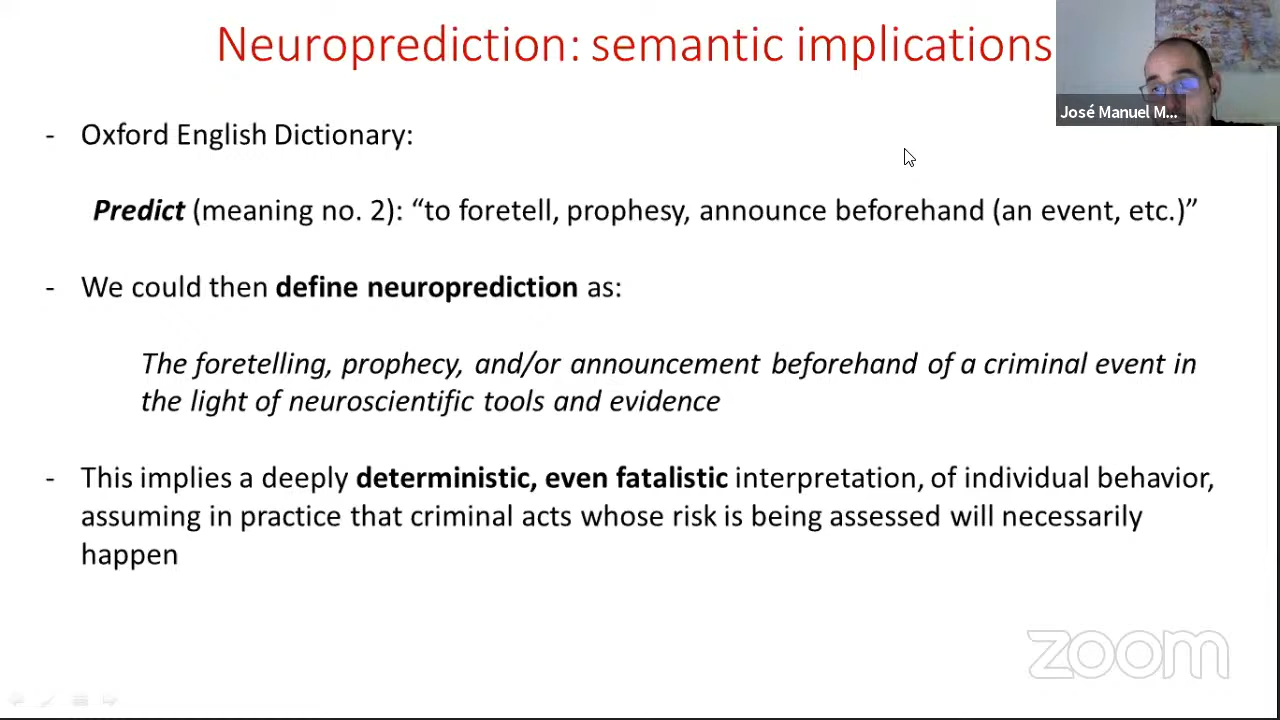 Neuroprediction: semantic implications
José Manuel M...
- Oxford English Dictionary:
Predict (meaning no. 2): “to foretell, prophesy, announce beforehand (an event, etc.)”
- We could then define neuroprediction as:
The foretelling, prophecy, and/or announcement beforehand of a criminal event in
the light of neuroscientific tools and evidence
- This implies a deeply deterministic, even fatalistic interpretation, of individual behavior,
assuming in practice that criminal acts whose risk is being assessed will necessarily
happen
zoom